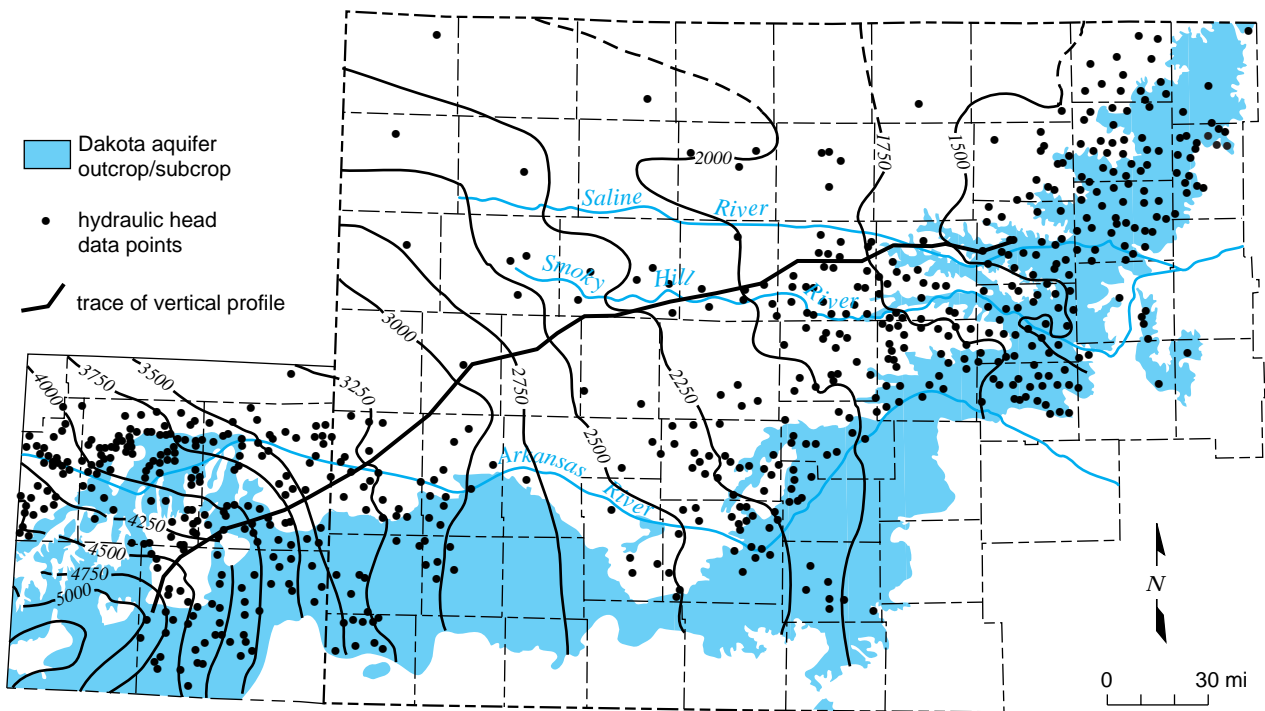 Dakota aquifer
outcrop/subcrop
hydraulic head
data points
trace of vertical profile
2000
1750
1500
Saline
River
Smoky
Hill
River
3000
2750
2250
2500
4000
3750
3500
3250
Arkansas
River
4250
4500
4750
5000
N
0 30 mi